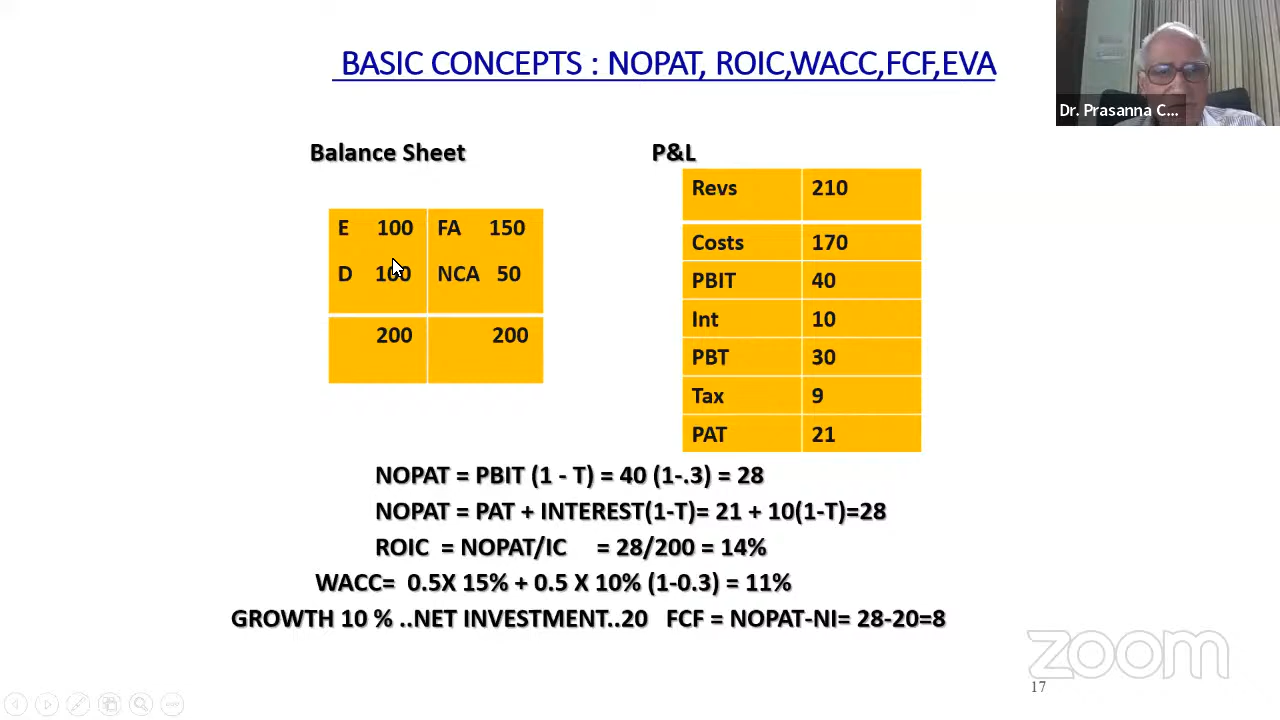 BASIC CONCEPTS : NOPAT, ROIC,WACC,FCF,EVA
Dr. Prasanna C...
Balance Sheet
E 100 FA 150
D 100 NCA 50
200 200
P&L
Revs 210
Costs 170
PBIT 40
Int 10
PBT 30
Tax 9
PAT 21
NOPAT = PBIT (1 - T) = 40 (1-.3) = 28
NOPAT = PAT + INTEREST(1-T)= 21 + 10(1-T)=28
ROIC = NOPAT/IC = 28/200 = 14%
WACC= 0.5X 15% + 0.5 X 10% (1-0.3) = 11%
GROWTH 10 % ..NET INVESTMENT..20 FCF = NOPAT-NI= 28-20=8
zoom
17